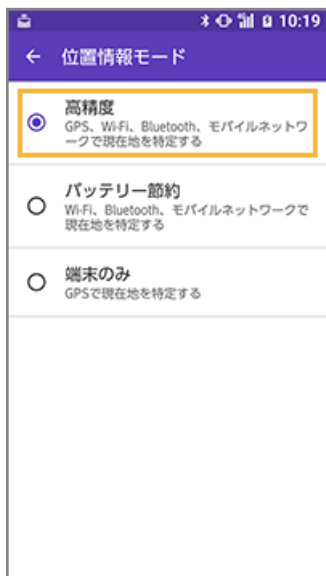 10:19
位置情報モード
高精度
GPS、Wi-Fi、Bluetooth、モバイルネットワ
ークで現在地を特定する
バッテリー節約
Wi-Fi、Bluetooth、モバイルネットワークで
現在地を特定する
端末のみ
GPSで現在地を特定する